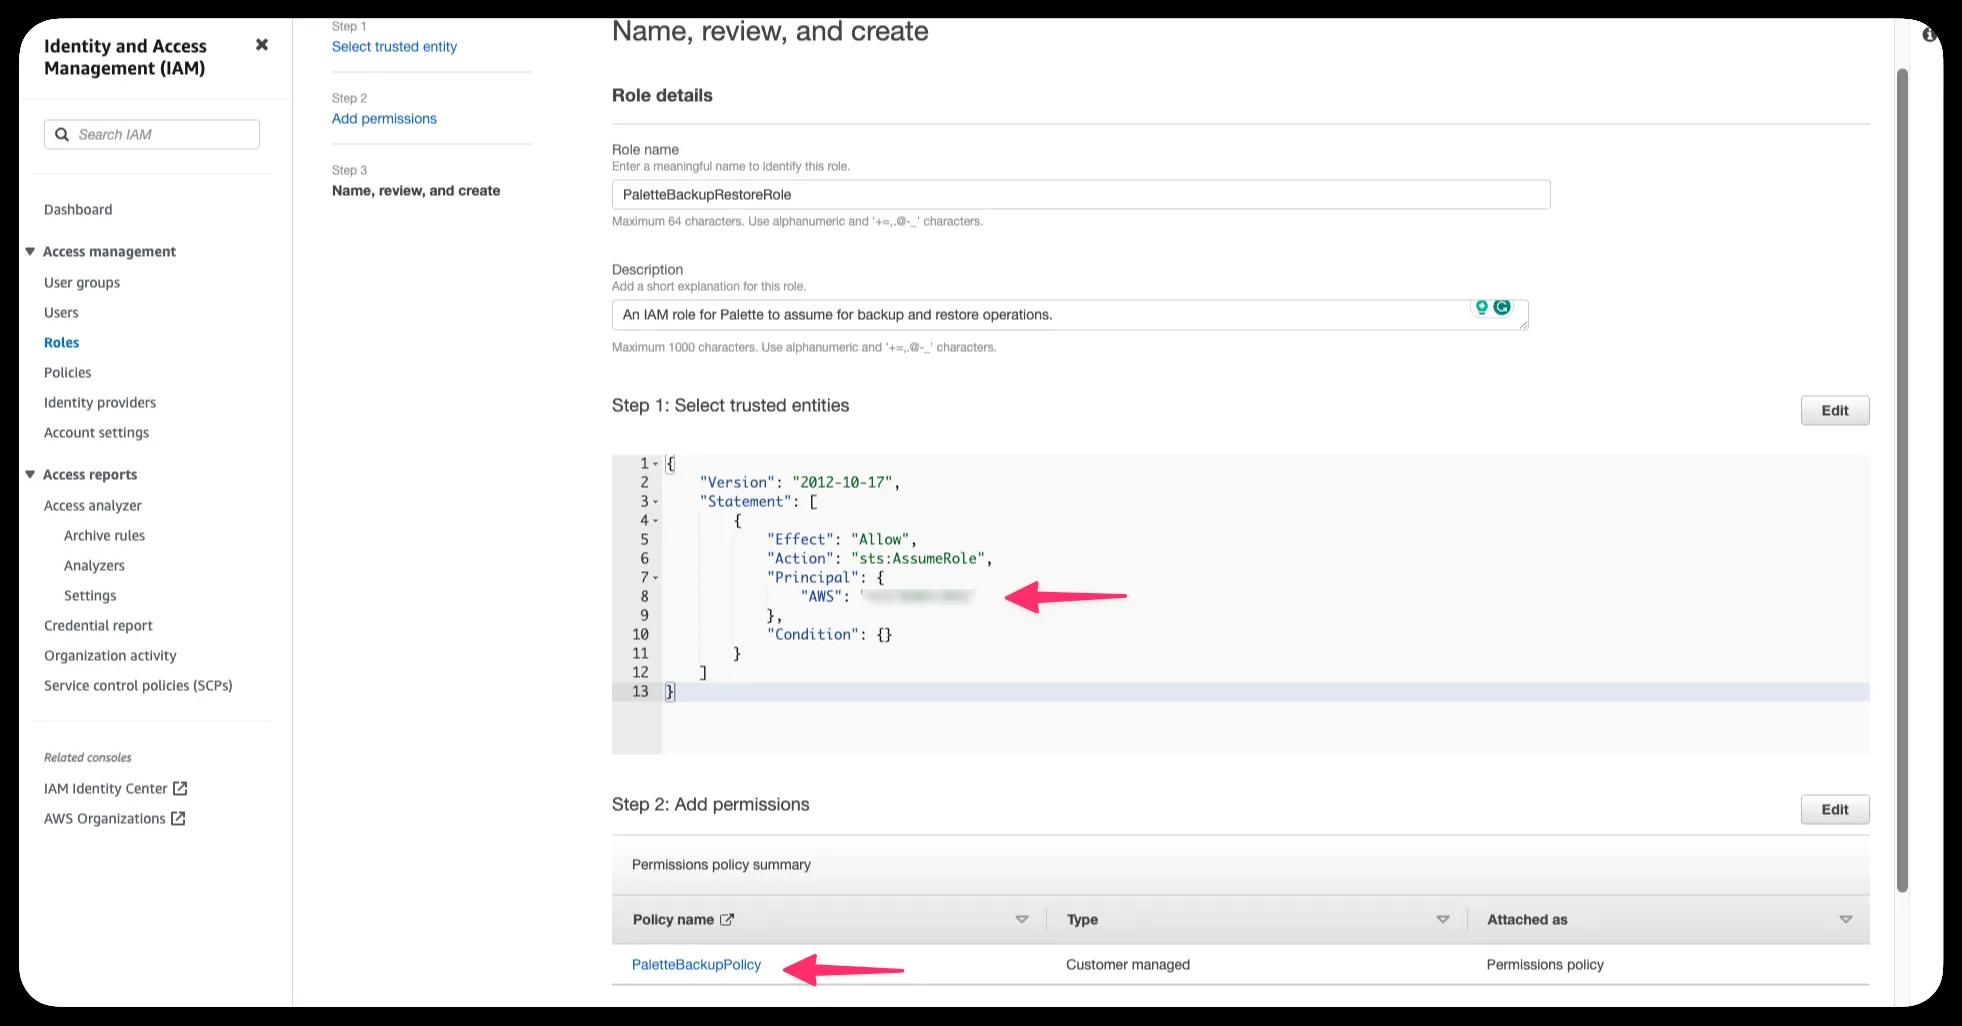 Identity and Access
Management (IAM)
Search IAM
Dashboard
Access management
User groups
Users
Roles
Policies
Identity providers
Account settings
Access reports
Access analyzer
Archive rules
Analyzers
Settings
Credential report
Organization activity
Service control policies (SCPs)
Related consoles
IAM Identity Center
AWS Organizations
Step 1
Select trusted entity
Step 2
Add permissions
Step 3
Name, review, and create
Name, review, and create
Role details
Role name
Enter a meaningful name to identify this role.
PaletteBackupRestoreRole
Maximum 64 characters. Use alphanumeric and '+=,.@-_' characters.
Description
Add a short explanation for this role.
An IAM role for Palette to assume for backup and restore operations.
Maximum 1000 characters. Use alphanumeric and '+=,.@-_' characters.
Step 1: Select trusted entities
Edit
1 {
2 "Version": "2012-10-17",
3 "Statement": [
4 {
5 "Effect": "Allow",
6 "Action": "sts:AssumeRole",
7 "Principal": {
8 "AWS": 
9 },
10 "Condition": {}
11 }
12 ]
13 }
Step 2: Add permissions
Edit
Permissions policy summary
Policy name
Type
Attached as
PaletteBackupPolicy
Customer managed
Permissions policy